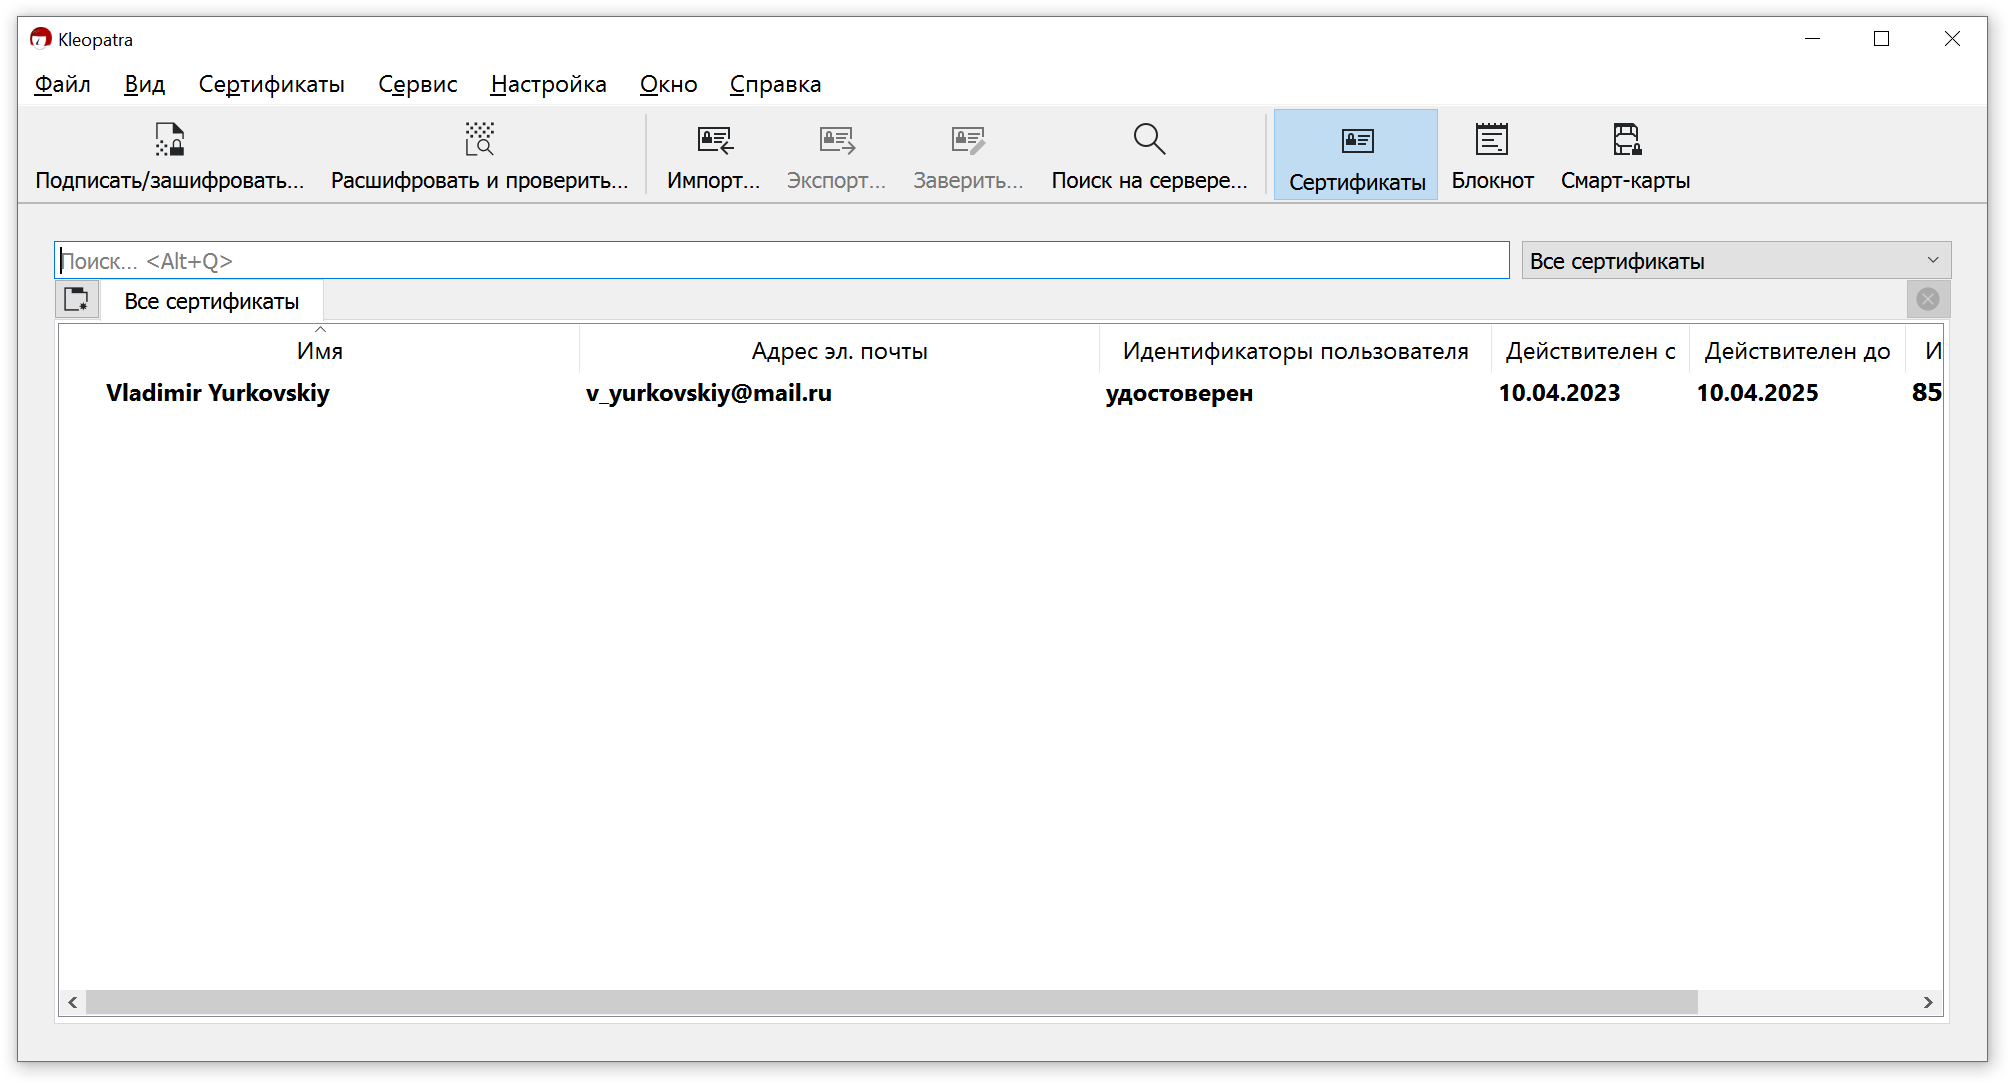 Kleopatra
Файл Вид Сертификаты Сервис Настройка Окно Справка
Подписать/зашифровать... Расшифровать и проверить... Импорт... Экспорт... Заверить... Поиск на сервере... Сертификаты Блокнот Смарт-карты
Поиск... <Alt+Q> Все сертификаты
Все сертификаты
Имя Адрес эл. почты Идентификаторы пользователя Действителен с Действителен до И
Vladimir Yurkovskiy v_yurkovskiy@mail.ru удостоверен 10.04.2023 10.04.2025 85